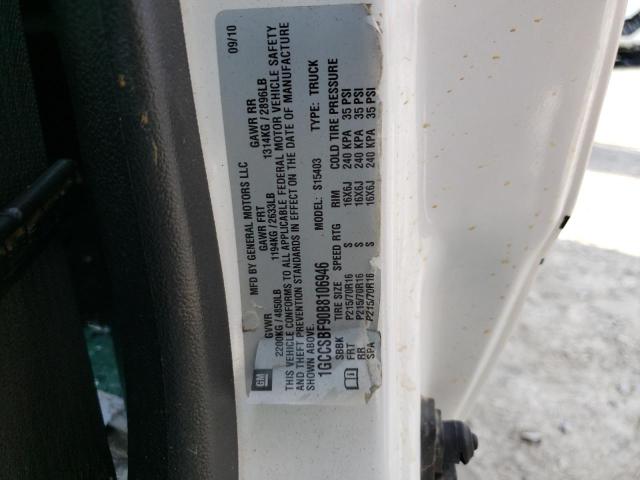 GM
MFD BY GENERAL MOTORS LLC 09/10
GVWR GAWR FRT GAWR RR
2200KG / 4850LB 1194KG / 2633LB 1314KG / 2896LB
THIS VEHICLE CONFORMS TO ALL APPLICABLE FEDERAL MOTOR VEHICLE SAFETY
AND THEFT PREVENTION STANDARDS IN EFFECT ON THE DATE OF MANUFACTURE
SHOWN ABOVE.
1GCCSBF90B8106946 MODEL: S15403 TYPE: TRUCK
SBBK TIRE SIZE SPEED RTG RIM COLD TIRE PRESSURE
FRT P215/70R16 S 16X6J 240 KPA 35 PSI
RR P215/70R16 S 16X6J 240 KPA 35 PSI
SPA P215/70R16 S 16X6J 240 KPA 35 PSI